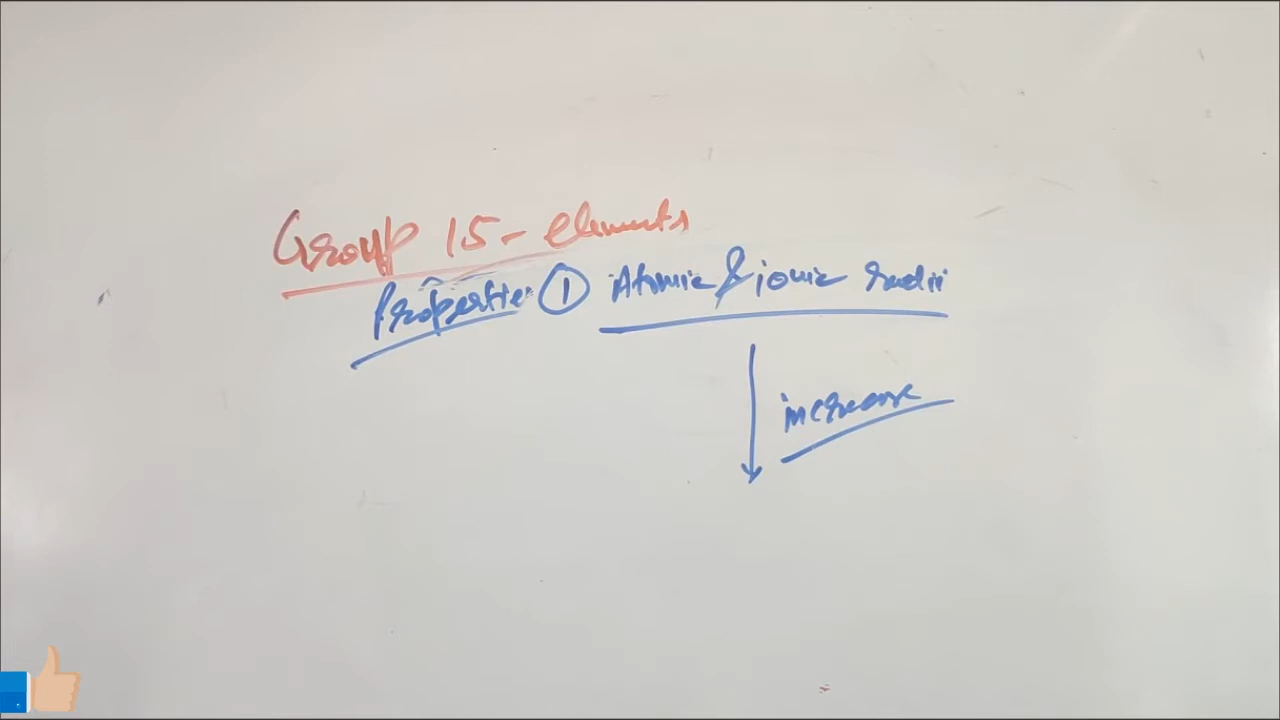 Group 15 - elements
Properties ① Atomic & ionic radii
increase